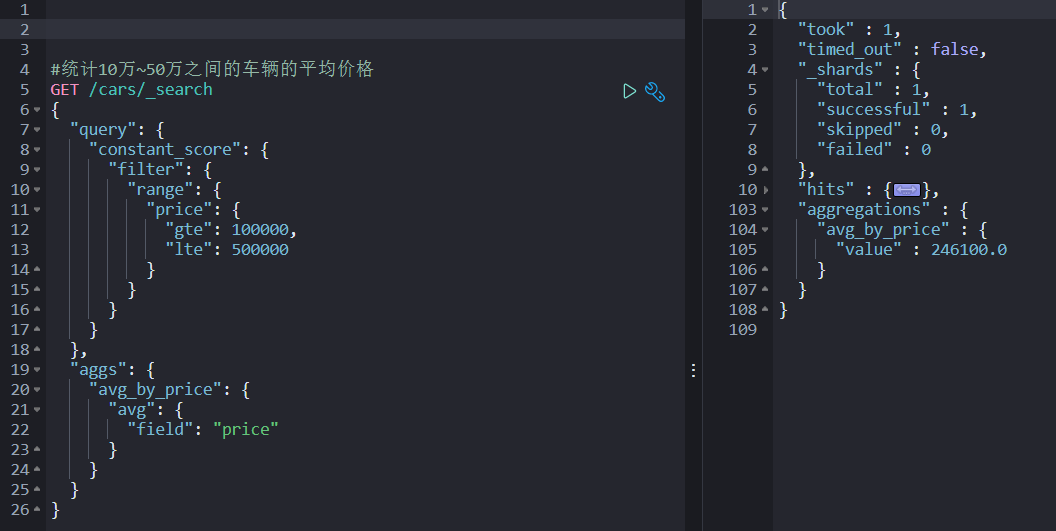 1
2
3
4 #统计10万~50万之间的车辆的平均价格
5 GET /cars/_search
6 {
7   "query": {
8     "constant_score": {
9       "filter": {
10         "range": {
11           "price": {
12             "gte": 100000,
13             "lte": 500000
14           }
15         }
16       }
17     }
18   },
19   "aggs": {
20     "avg_by_price": {
21       "avg": {
22         "field": "price"
23       }
24     }
25   }
26 }
1 {
2   "took" : 1,
3   "timed_out" : false,
4   "_shards" : {
5     "total" : 1,
6     "successful" : 1,
7     "skipped" : 0,
8     "failed" : 0
9   },
10   "hits" : {↔},
103   "aggregations" : {
104     "avg_by_price" : {
105       "value" : 246100.0
106     }
107   }
108 }
109